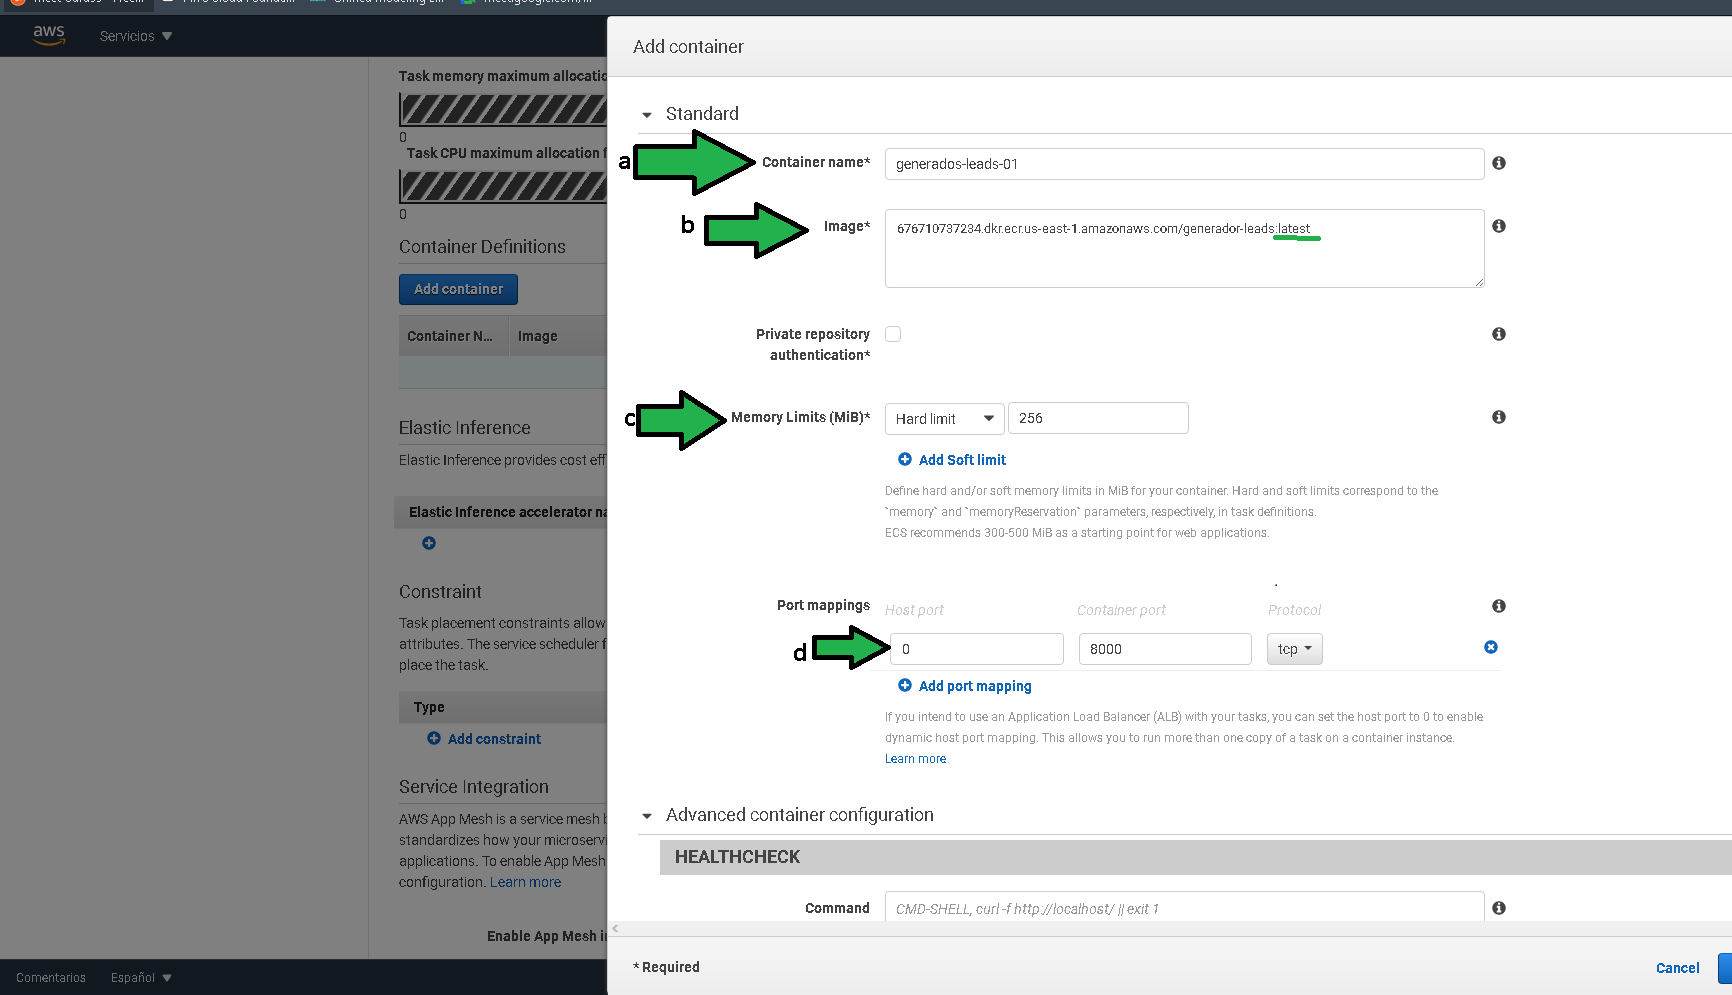 aws
Servicios
Add container
Task memory maximum allocatio
0
Task CPU maximum allocation f
0
Container Definitions
Add container
Container N...
Image
Elastic Inference
Elastic Inference provides cost eff
Elastic Inference accelerator na
Constraint
Task placement constraints allow
attributes. The service scheduler f
place the task.
Type
Add constraint
Service Integration
AWS App Mesh is a service mesh b
standardizes how your microservi
applications. To enable App Mesh
configuration. Learn more
Enable App Mesh i
Comentarios
Español
Standard
a
Container name*
generados-leads-01
b
Image*
676710737234.dkr.ecr.us-east-1.amazonaws.com/generador-leads:latest
Private repository
authentication*
c
Memory Limits (MiB)*
Hard limit
256
Add Soft limit
Define hard and/or soft memory limits in MiB for your container. Hard and soft limits correspond to the
`memory` and `memoryReservation` parameters, respectively, in task definitions.
ECS recommends 300-500 MiB as a starting point for web applications.
Port mappings
Host port
Container port
Protocol
d
0
8000
tcp
Add port mapping
If you intend to use an Application Load Balancer (ALB) with your tasks, you can set the host port to 0 to enable
dynamic host port mapping. This allows you to run more than one copy of a task on a container instance.
Learn more
Advanced container configuration
HEALTHCHECK
Command
CMD-SHELL, curl -f http://localhost/ || exit 1
* Required
Cancel